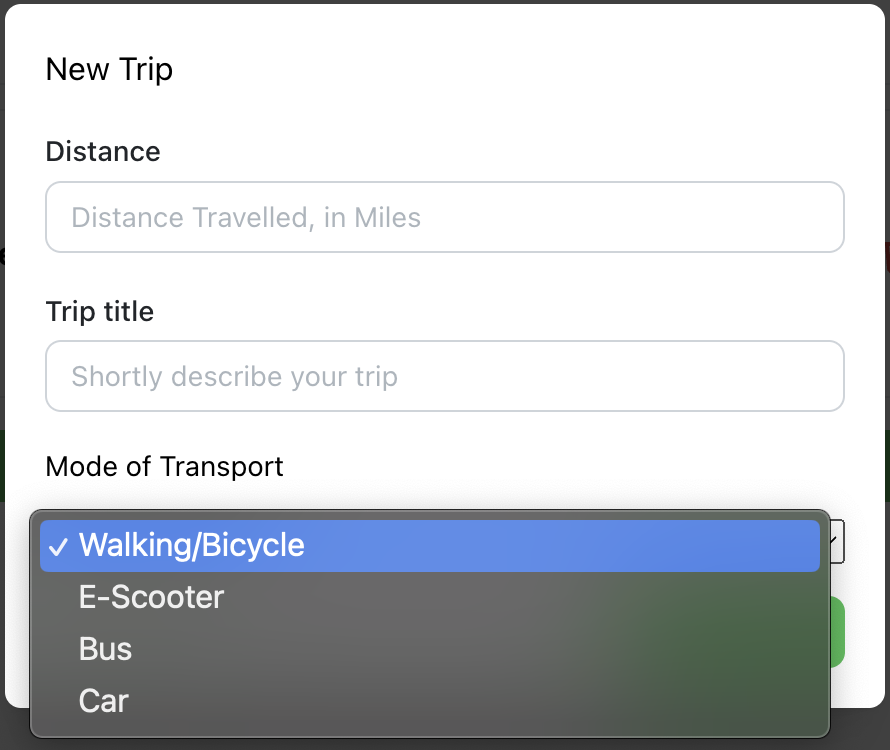 New Trip
Distance
Distance Travelled, in Miles
Trip title
Shortly describe your trip
Mode of Transport
✓ Walking/Bicycle
E-Scooter
Bus
Car